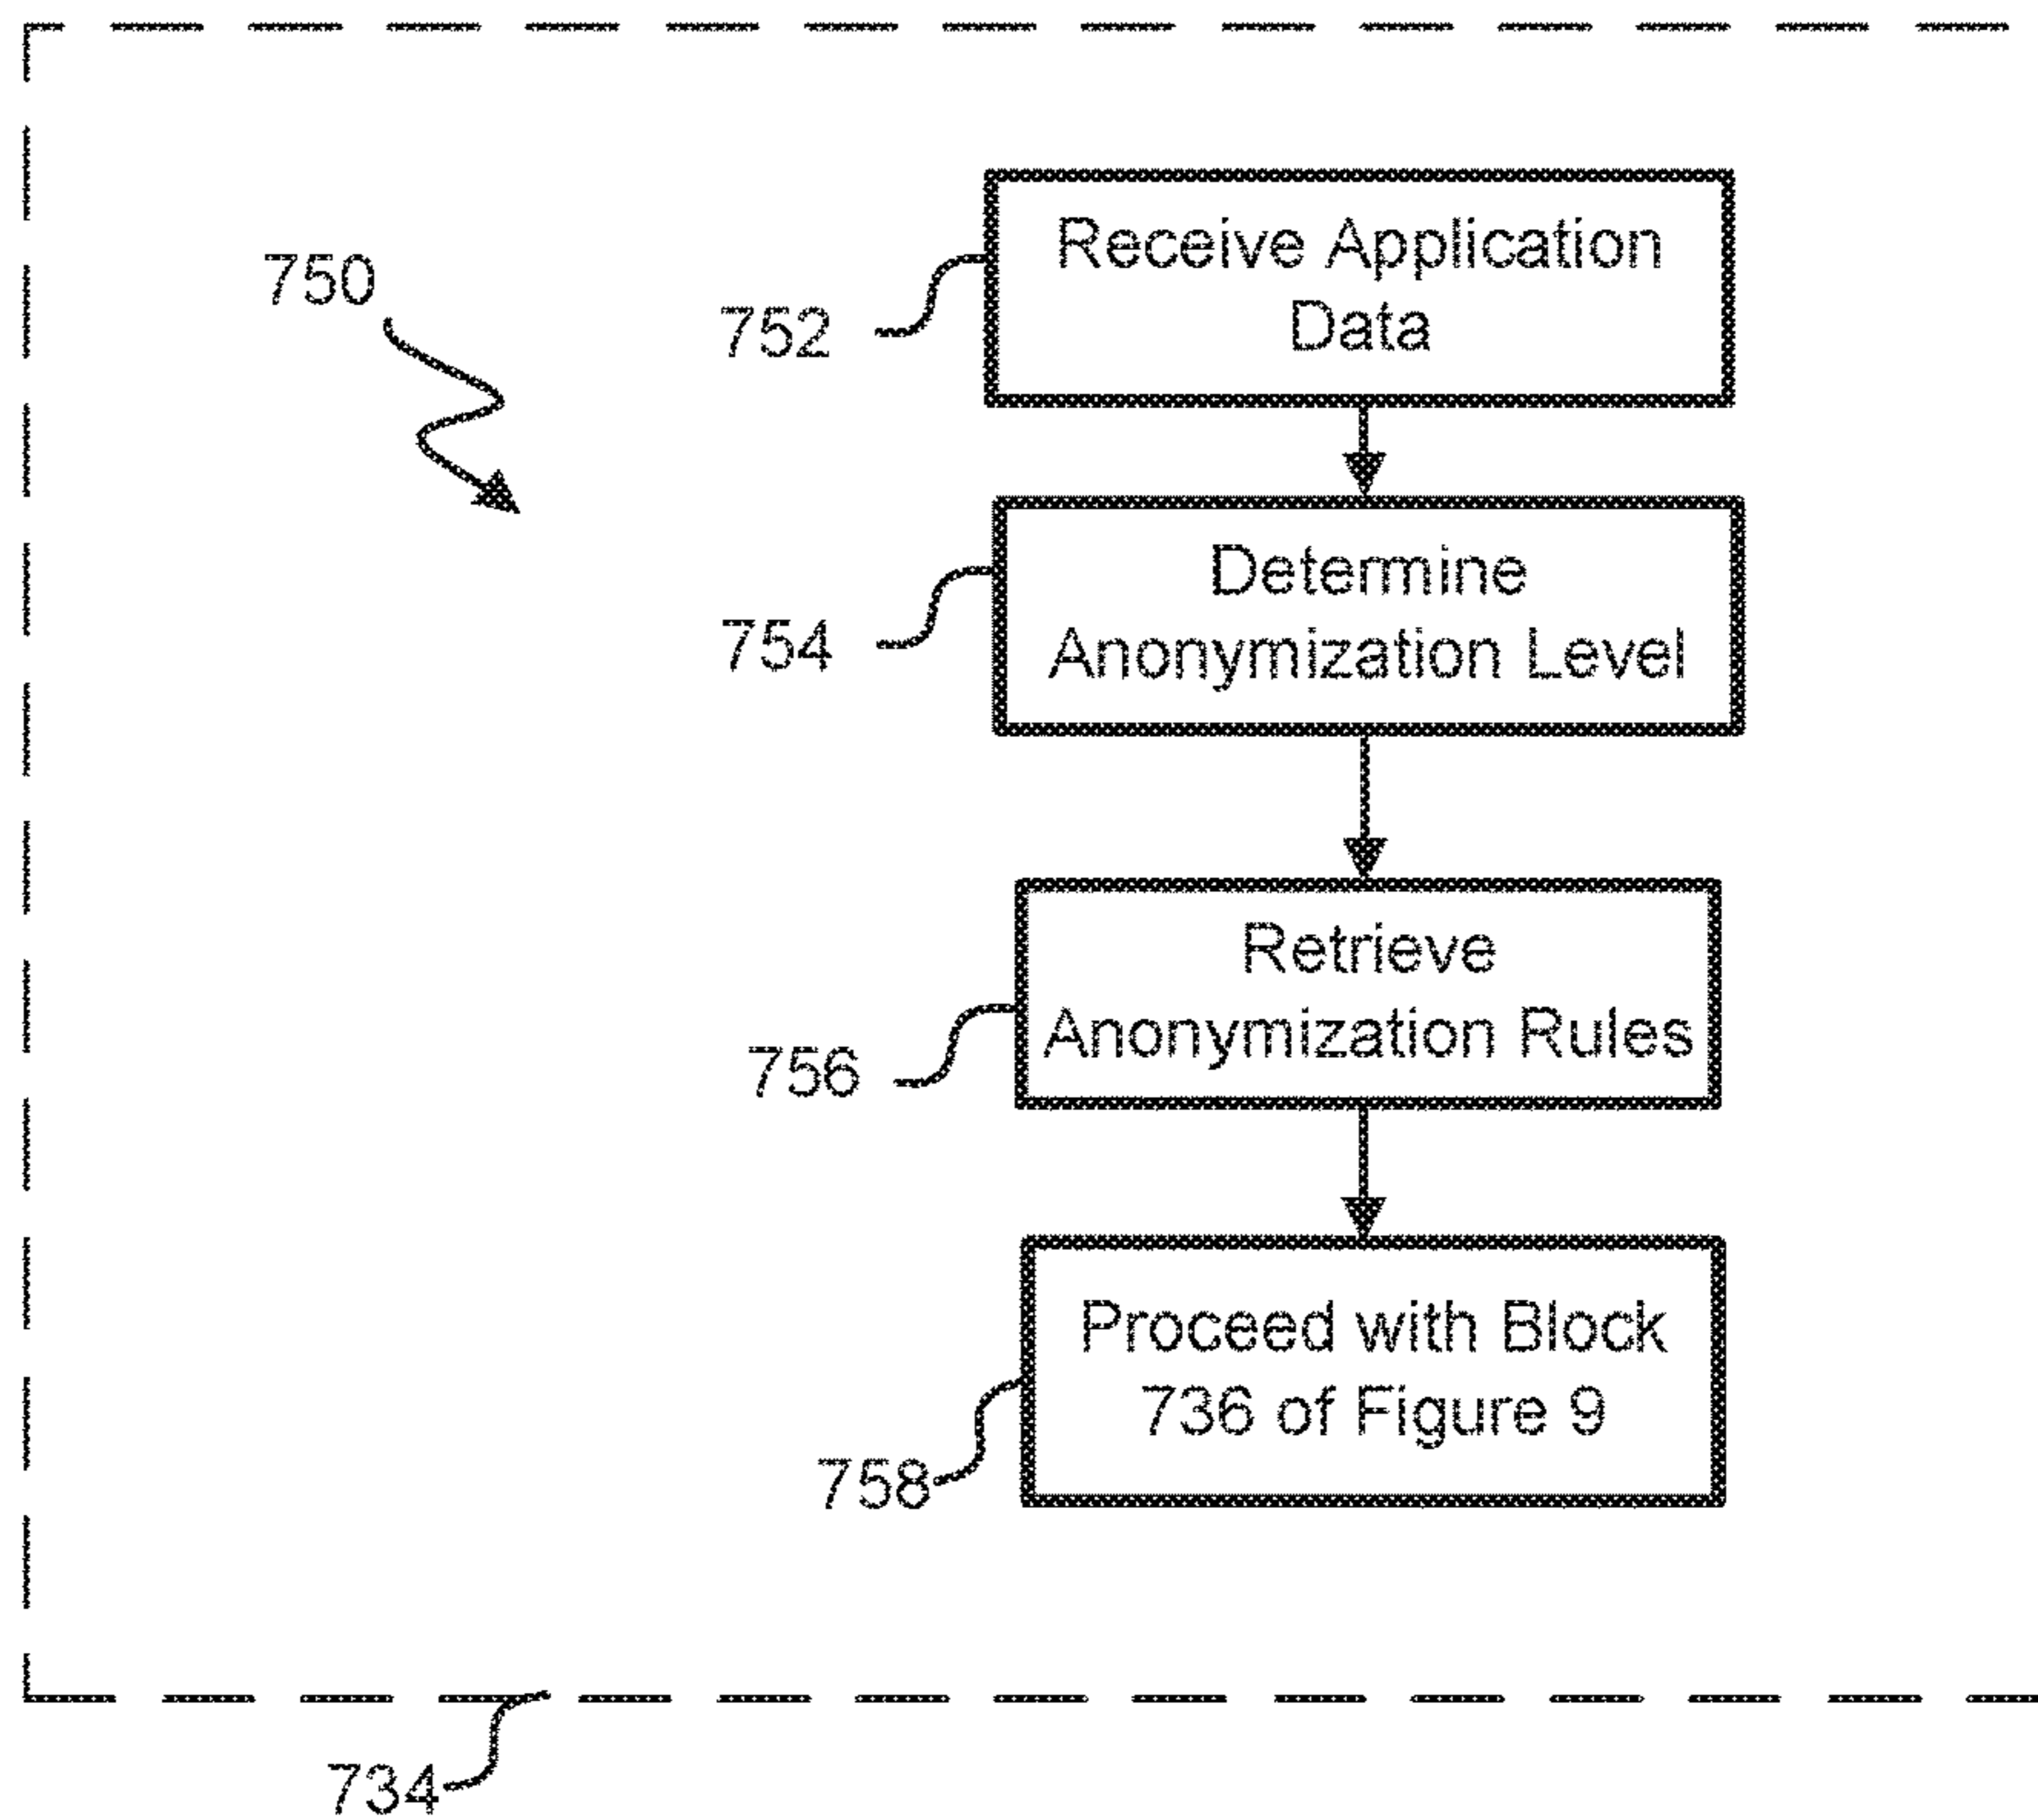 750
752
Receive Application
Data
754
Determine
Anonymization Level
756
Retrieve
Anonymization Rules
758
Proceed with Block
736 of Figure 9
734